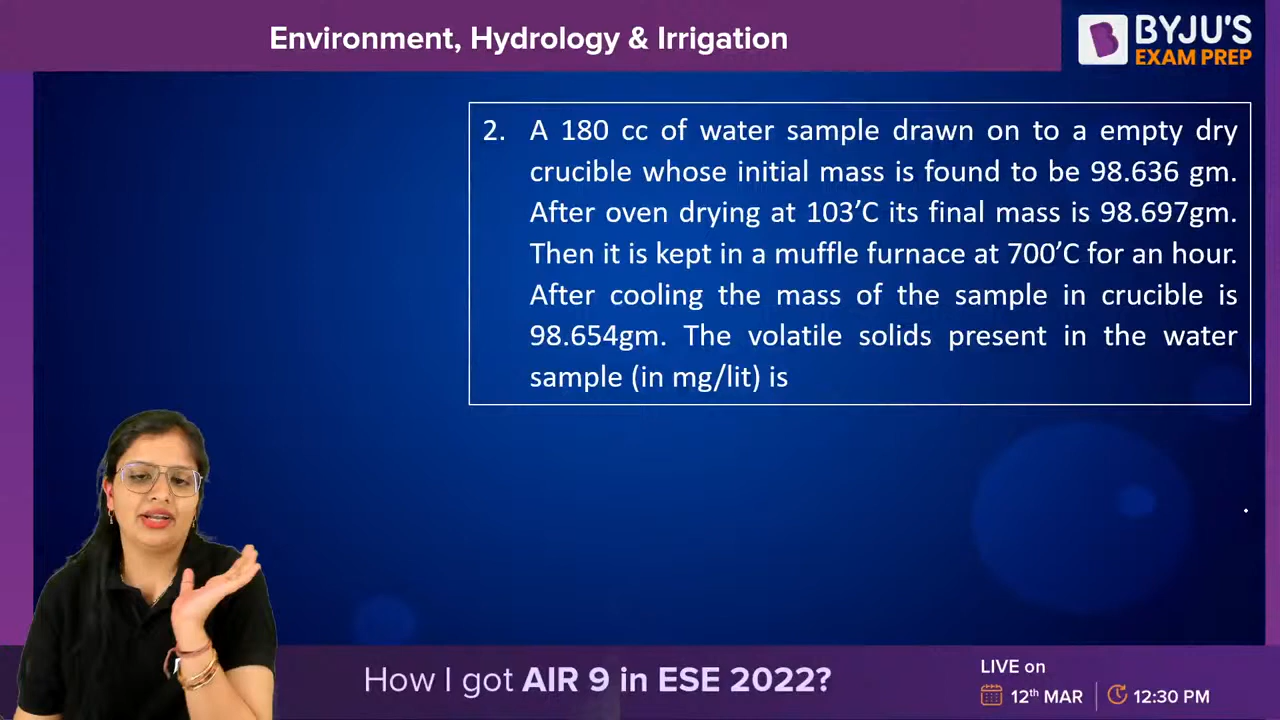 Environment, Hydrology & Irrigation
BYJU'S
EXAM PREP
2. A 180 cc of water sample drawn on to a empty dry
crucible whose initial mass is found to be 98.636 gm.
After oven drying at 103’C its final mass is 98.697gm.
Then it is kept in a muffle furnace at 700’C for an hour.
After cooling the mass of the sample in crucible is
98.654gm. The volatile solids present in the water
sample (in mg/lit) is
How I got AIR 9 in ESE 2022?
LIVE on
12th MAR | 12:30 PM